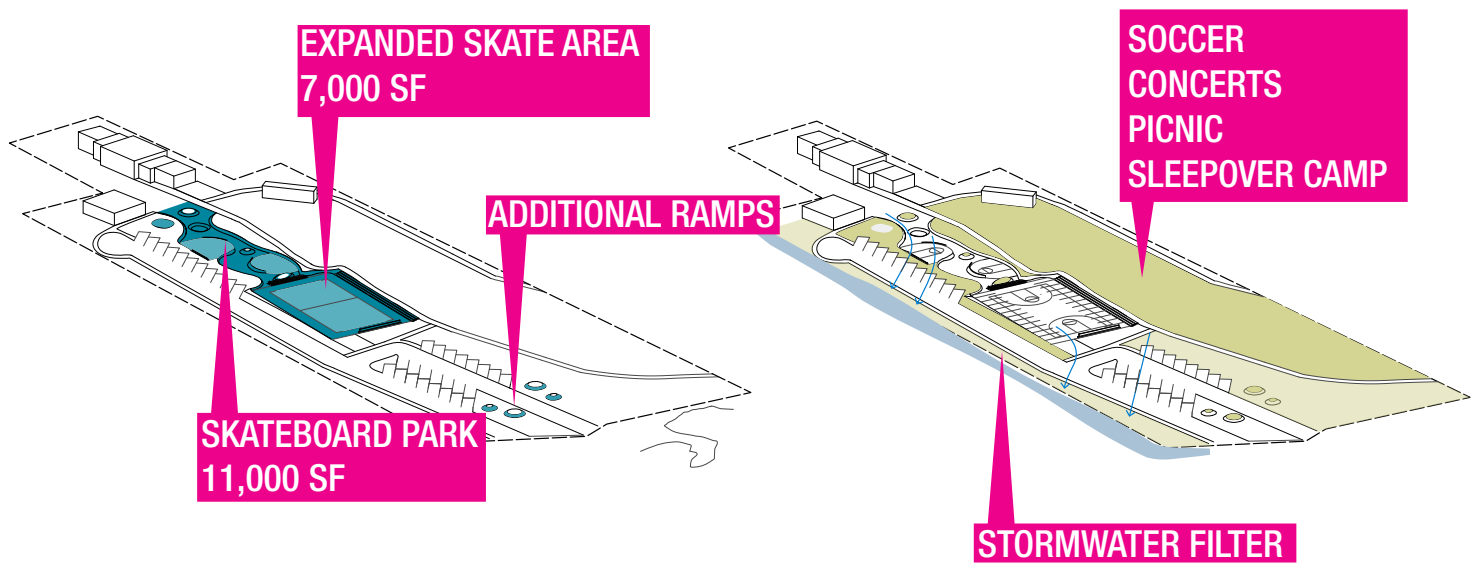 EXPANDED SKATE AREA
7,000 SF
ADDITIONAL RAMPS
SKATEBOARD PARK
11,000 SF
SOCCER
CONCERTS
PICNIC
SLEEPOVER CAMP
STORMWATER FILTER